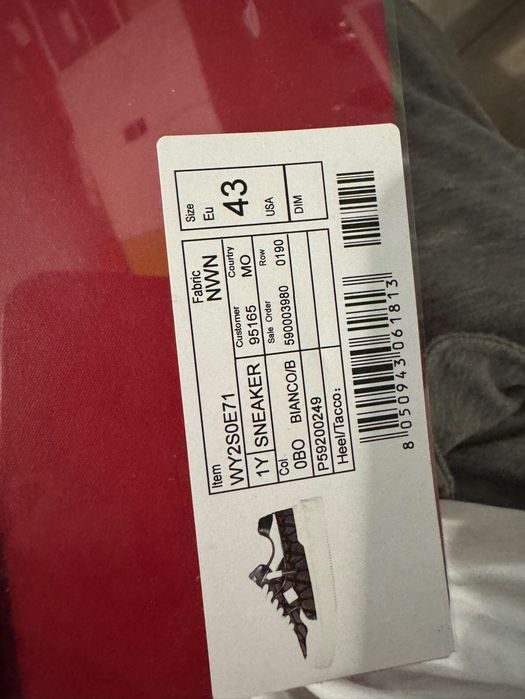 Item Fabric
WY2S0E71 NWN
1Y SNEAKER
Customer Country
95165 MO
Col Sale Order Row
0BO BIANCO/B 590003980 0190
P59200249
Heel/Tacco:
Size
Eu
43
USA
DIM
8 050943 061813